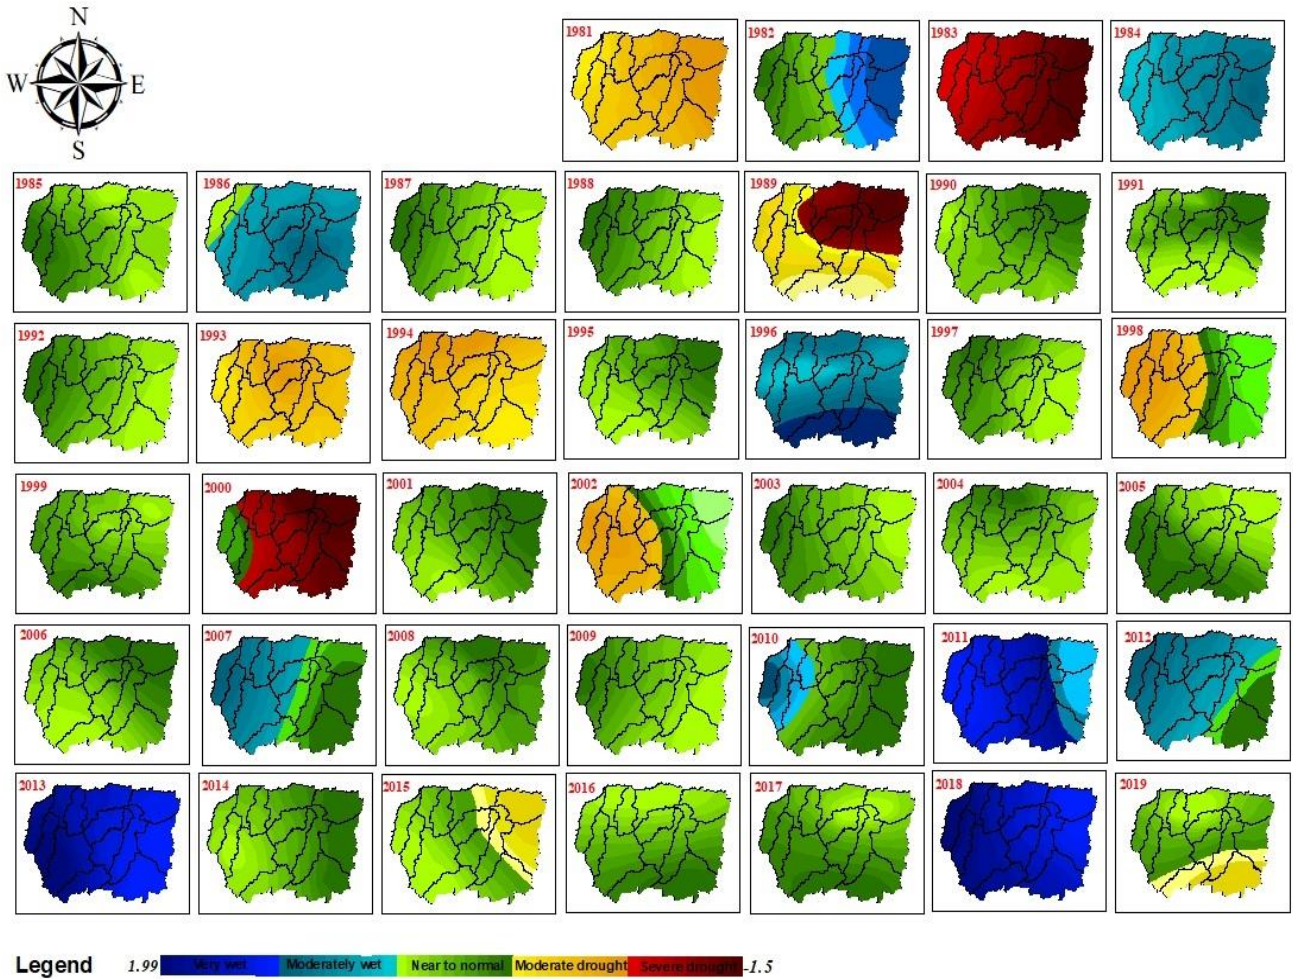 N
W E
S
1981 1982 1983 1984
1985 1986 1987 1988 1989 1990 1991
1992 1993 1994 1995 1996 1997 1998
1999 2000 2001 2002 2003 2004 2005
2006 2007 2008 2009 2010 2011 2012
2013 2014 2015 2016 2017 2018 2019
Legend 1.99 Very wet Moderately wet Near to normal Moderate drought Severe drought -1.5